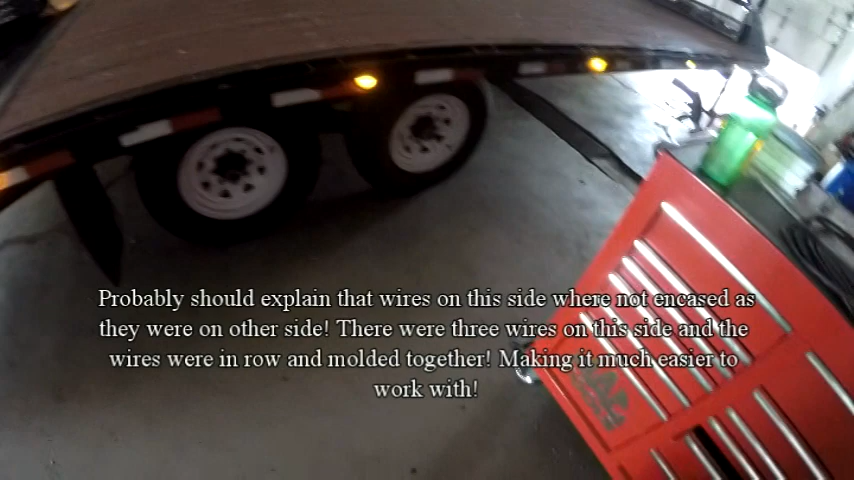 Probably should explain that wires on this side where not encased as
they were on other side! There were three wires on this side and the
wires were in row and molded together! Making it much easier to
work with!
MAC